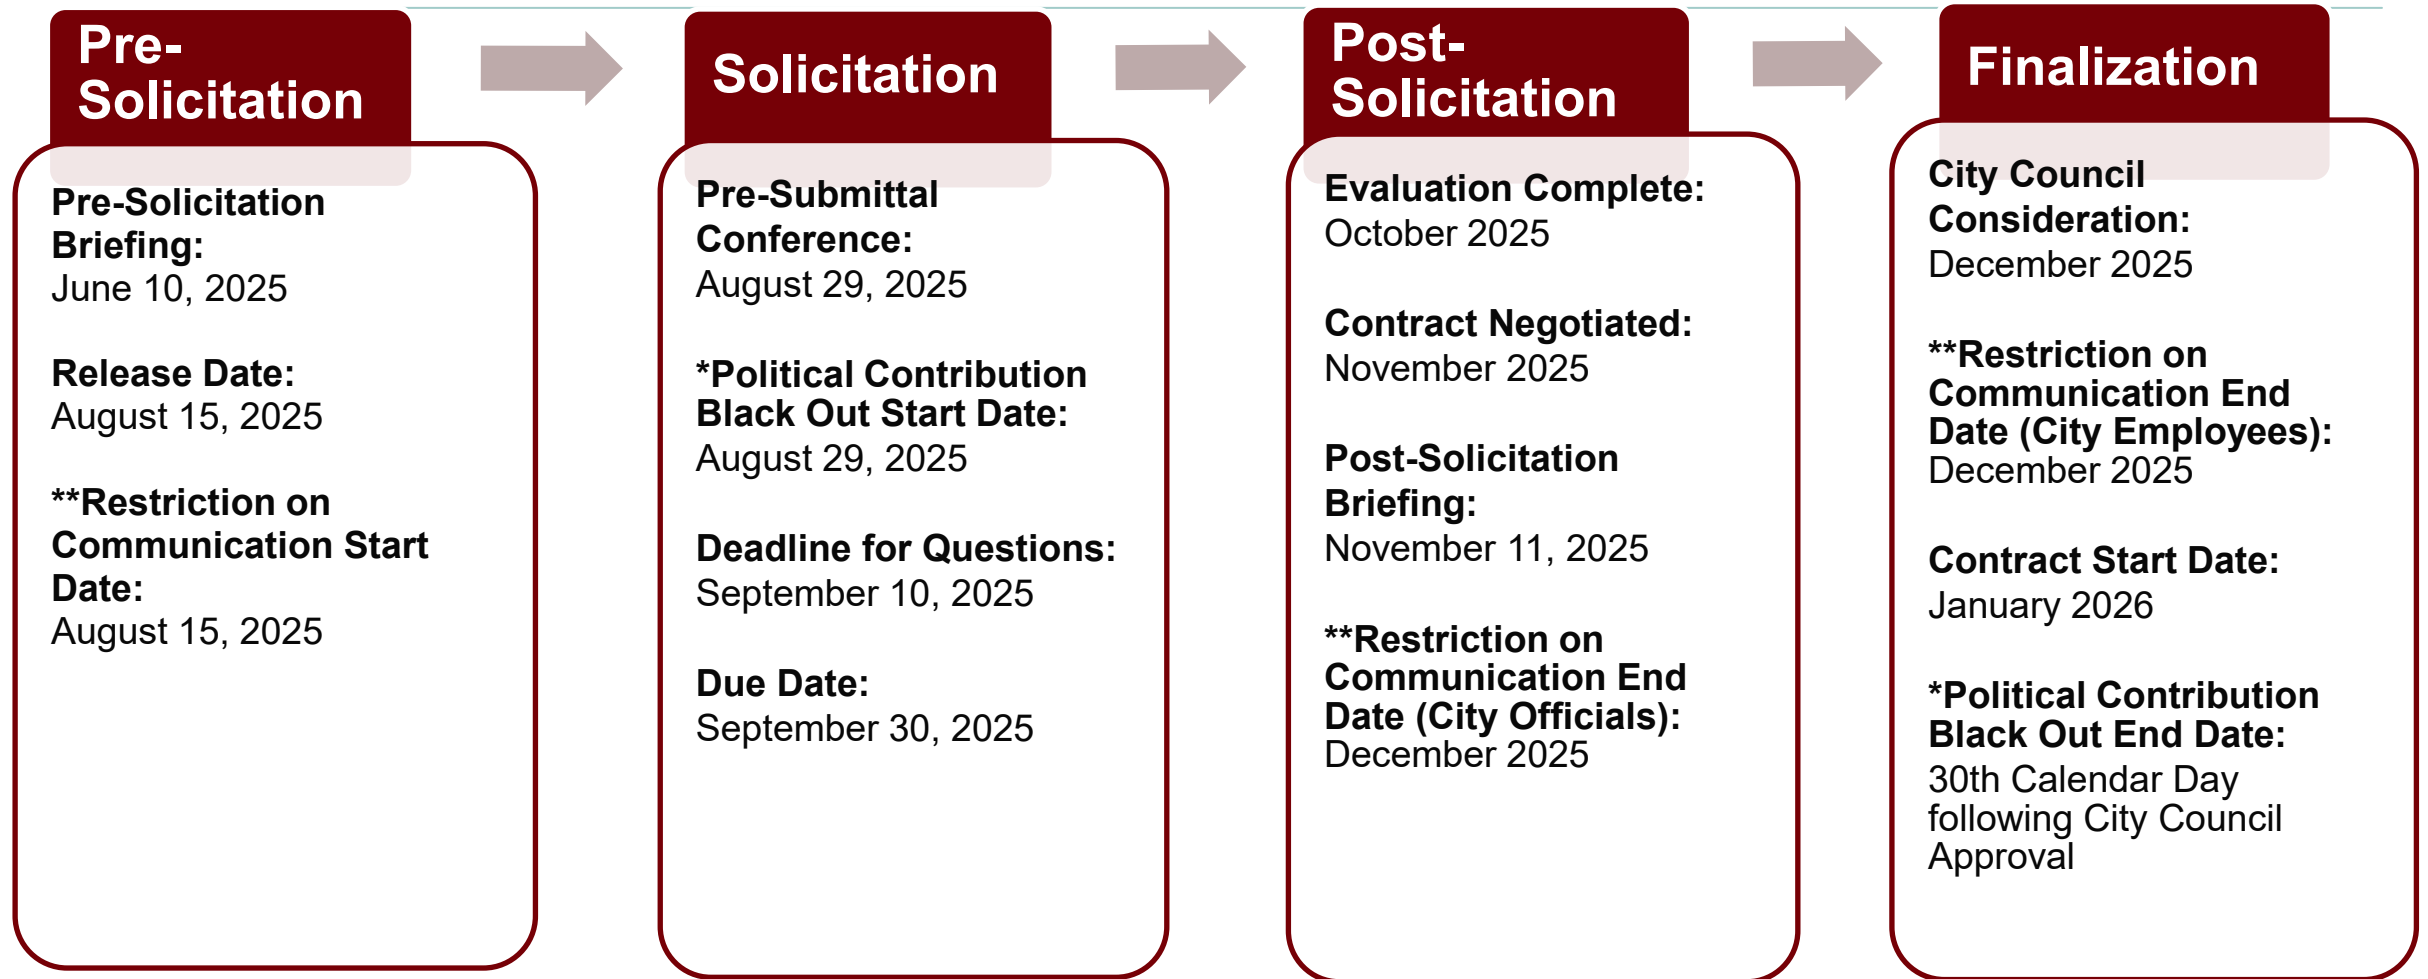 Pre-
Solicitation
Pre-Solicitation
Briefing:
June 10, 2025
Release Date:
August 15, 2025
**Restriction on
Communication Start
Date:
August 15, 2025
Solicitation
Pre-Submittal
Conference:
August 29, 2025
*Political Contribution
Black Out Start Date:
August 29, 2025
Deadline for Questions:
September 10, 2025
Due Date:
September 30, 2025
Post-
Solicitation
Evaluation Complete:
October 2025
Contract Negotiated:
November 2025
Post-Solicitation
Briefing:
November 11, 2025
**Restriction on
Communication End
Date (City Officials):
December 2025
Finalization
City Council
Consideration:
December 2025
**Restriction on
Communication End
Date (City Employees):
December 2025
Contract Start Date:
January 2026
*Political Contribution
Black Out End Date:
30th Calendar Day
following City Council
Approval